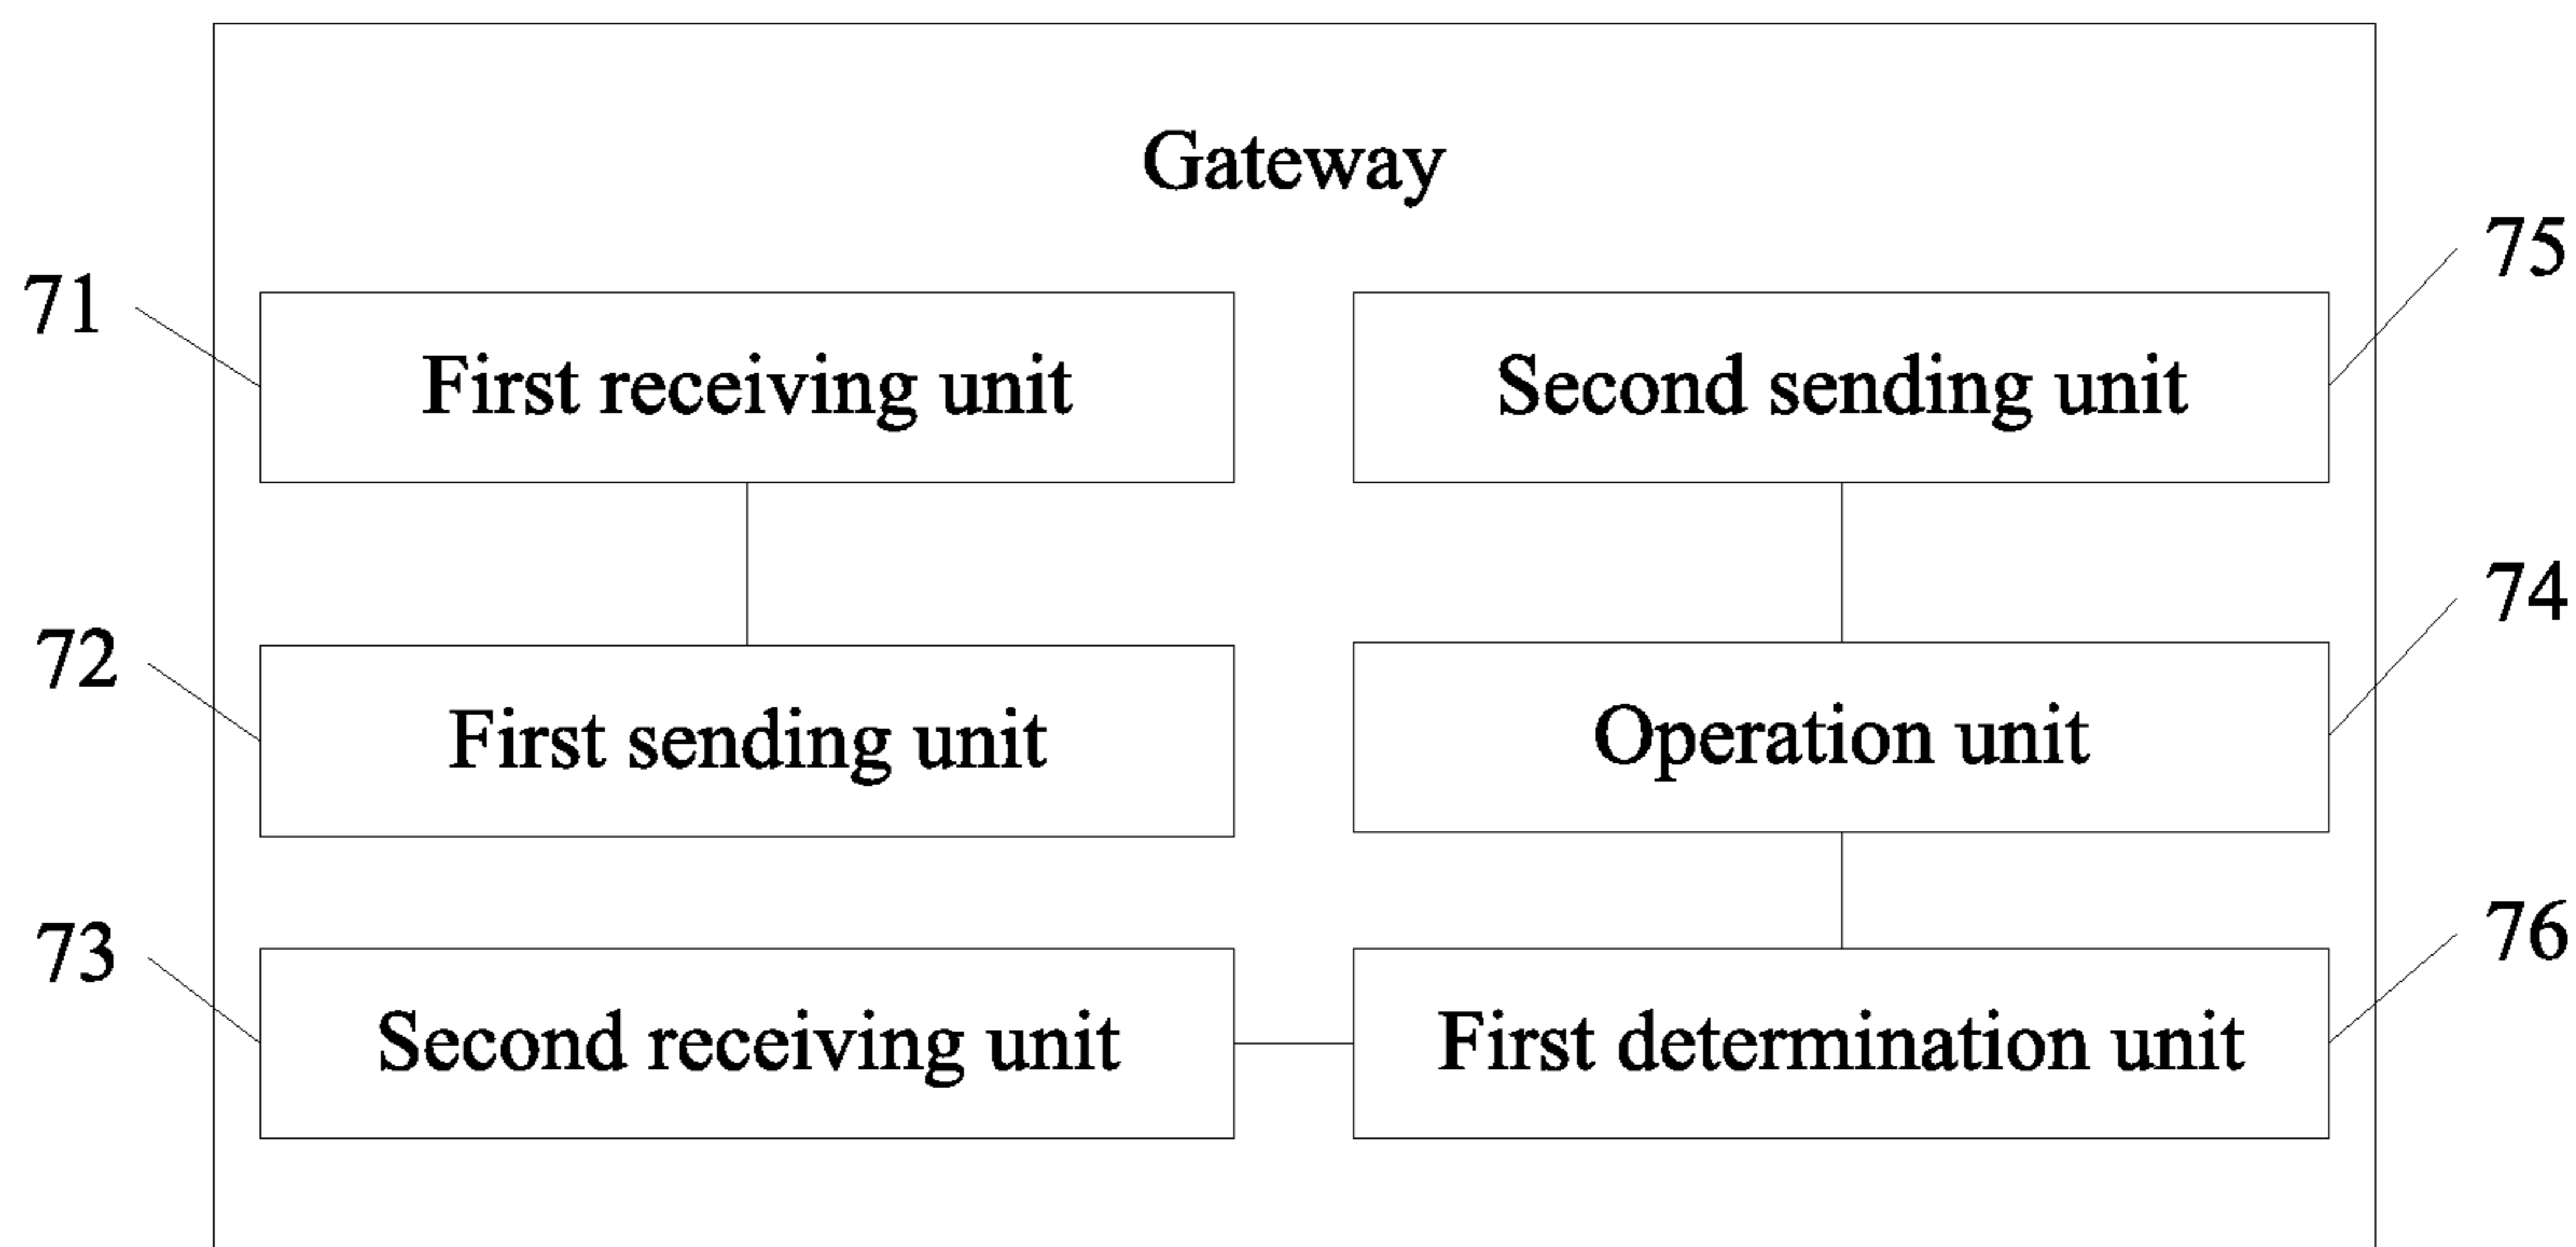 Gateway
75
71
First receiving unit
Second sending unit
74
72
First sending unit
Operation unit
76
73
Second receiving unit
First determination unit